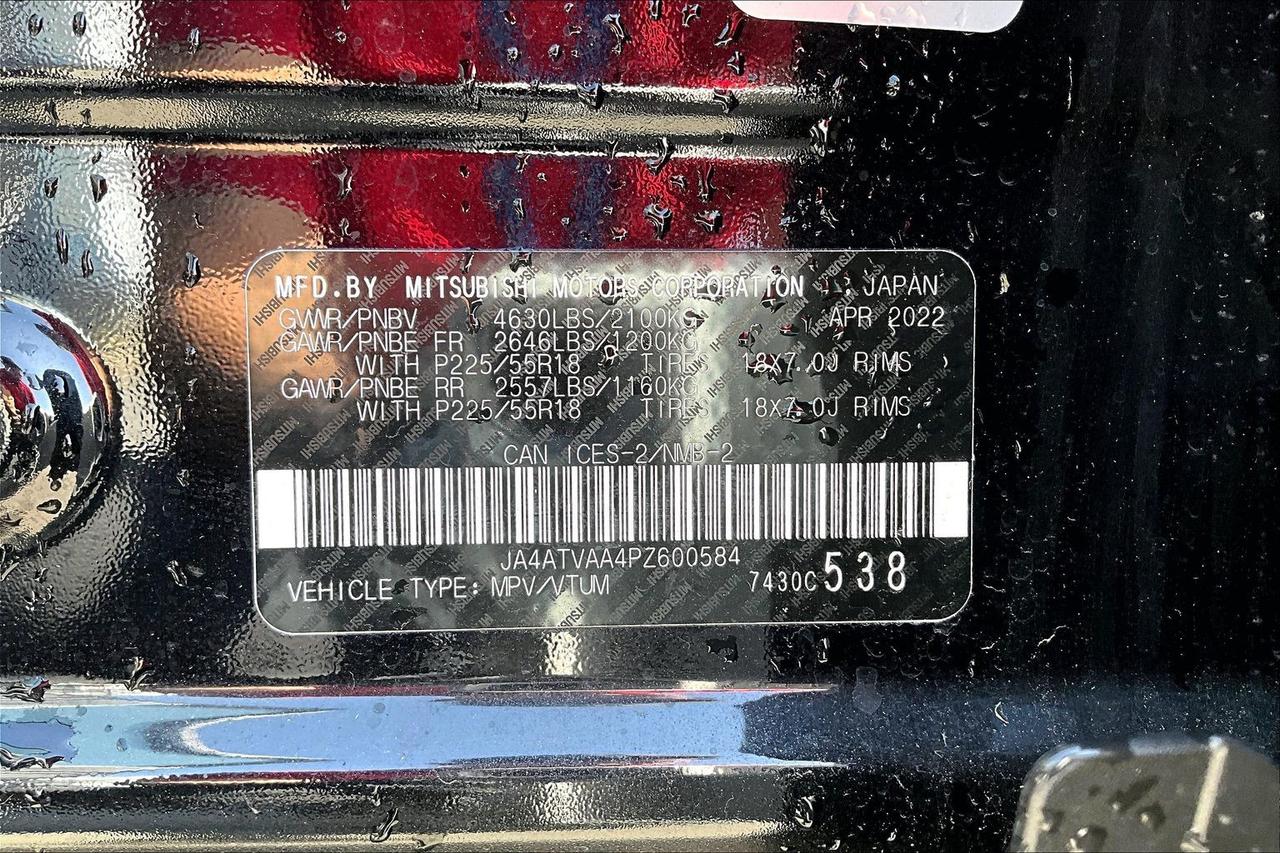 MFD.BY MITSUBISHI MOTORS CORPORATION JAPAN
GVWR/PNBV 4630LBS/2100KG APR 2022
GAWR/PNBE FR 2646LBS/1200KG
WITH P225/55R18 TIRES 18X7.0J RIMS
GAWR/PNBE RR 2557LBS/1160KG
WITH P225/55R18 TIRES 18X7.0J RIMS
CAN ICES-2/NMB-2
JA4ATVAA4PZ600584
VEHICLE TYPE: MPV/VTUM 7430C 538